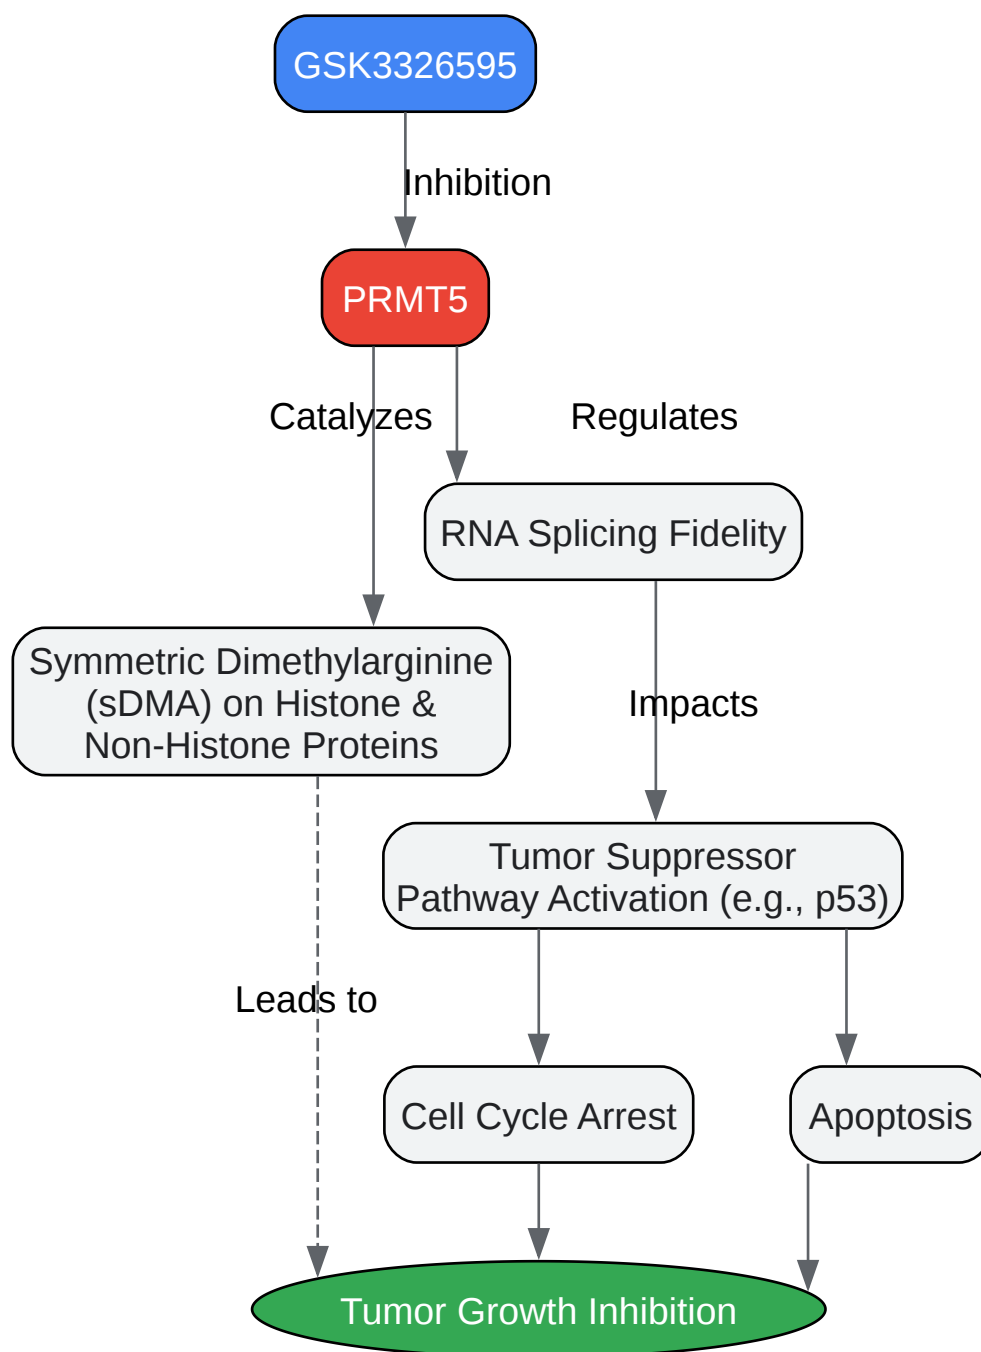 GSK3326595
Inhibition
PRMT5
Catalyzes
Regulates
RNA Splicing Fidelity
Symmetric Dimethylarginine
(sDMA) on Histone &
Non-Histone Proteins
Impacts
Tumor Suppressor
Pathway Activation (e.g., p53)
Leads to
Cell Cycle Arrest
Apoptosis
Tumor Growth Inhibition